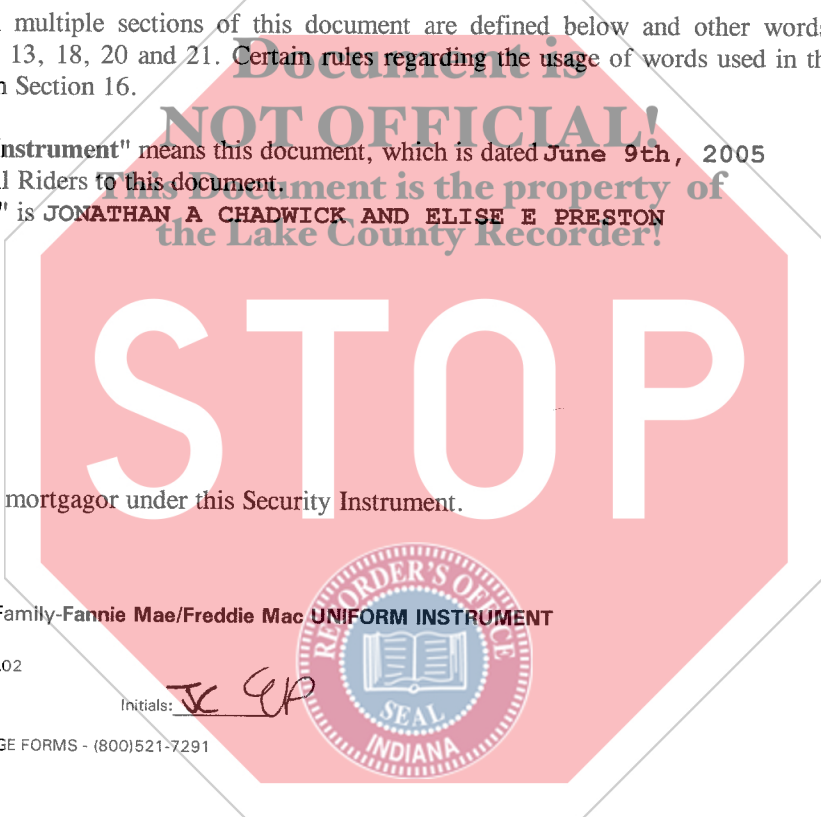 multiple sections of this document are defined below and other words
13, 18, 20 and 21. Certain rules regarding the usage of words used in th
n Section 16.
Document is
NOT OFFICIAL!
This Document is the property of
the Lake County Recorder!
nstrument" means this document, which is dated June 9th, 2005
l Riders to this document.
" is JONATHAN A CHADWICK AND ELISE E PRESTON
STOP
mortgagor under this Security Instrument.
Family-Fannie Mae/Freddie Mac UNIFORM INSTRUMENT
.02
Initials: JC EP
GE FORMS - (800)521-7291
RECORDER'S OFFICE
SEAL
INDIANA